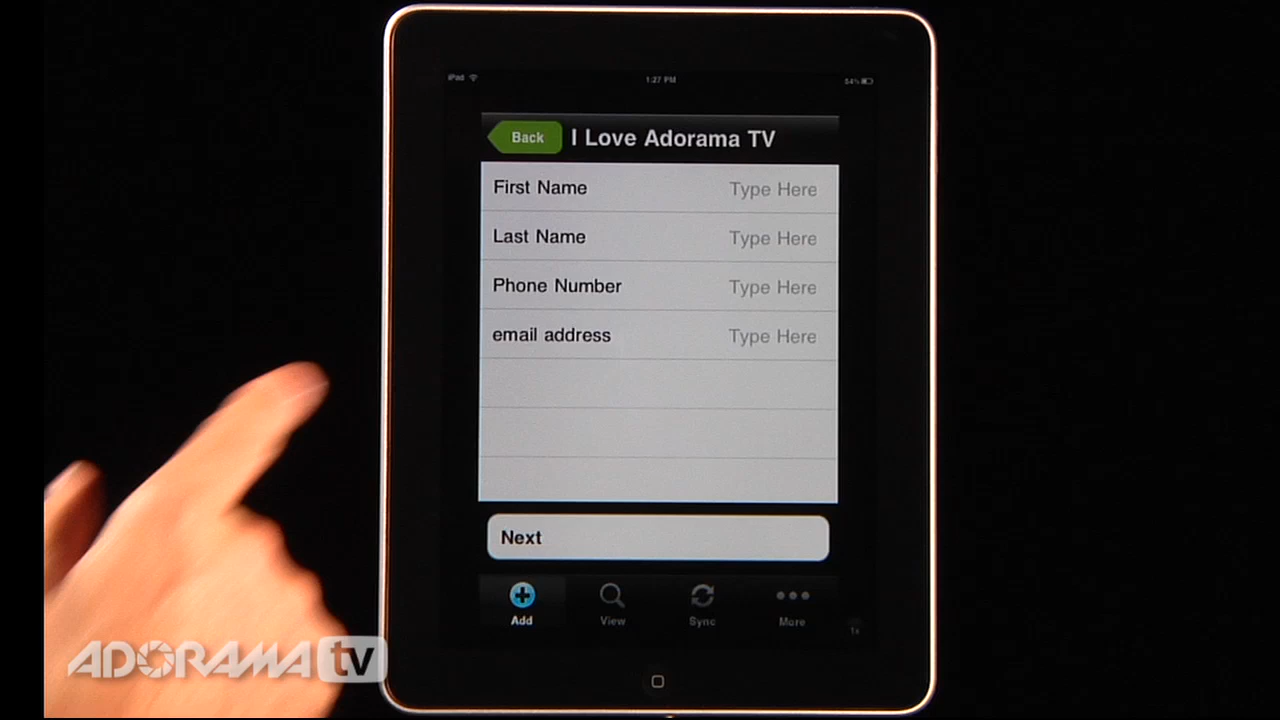 iPad 1:27 PM 54%
Back I Love Adorama TV
First Name Type Here
Last Name Type Here
Phone Number Type Here
email address Type Here
Next
Add View Sync More
1x
ADORAMA tv